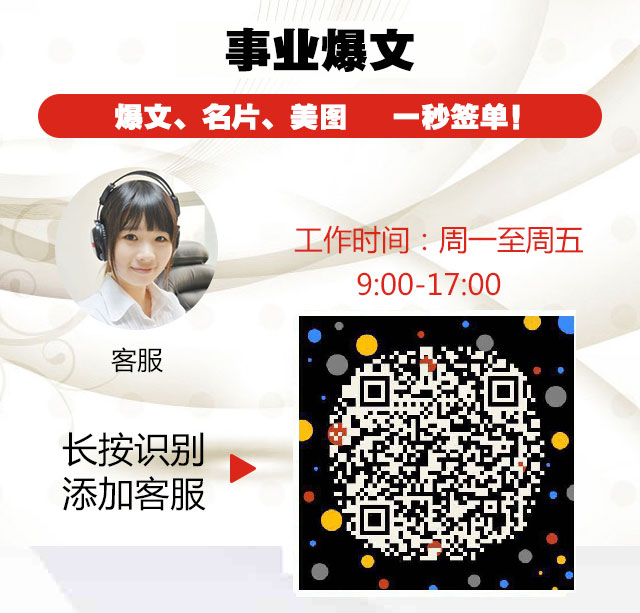 事业爆文
爆文、名片、美图 一秒签单!
工作时间：周一至周五
9:00-17:00
客服
长按识别
添加客服